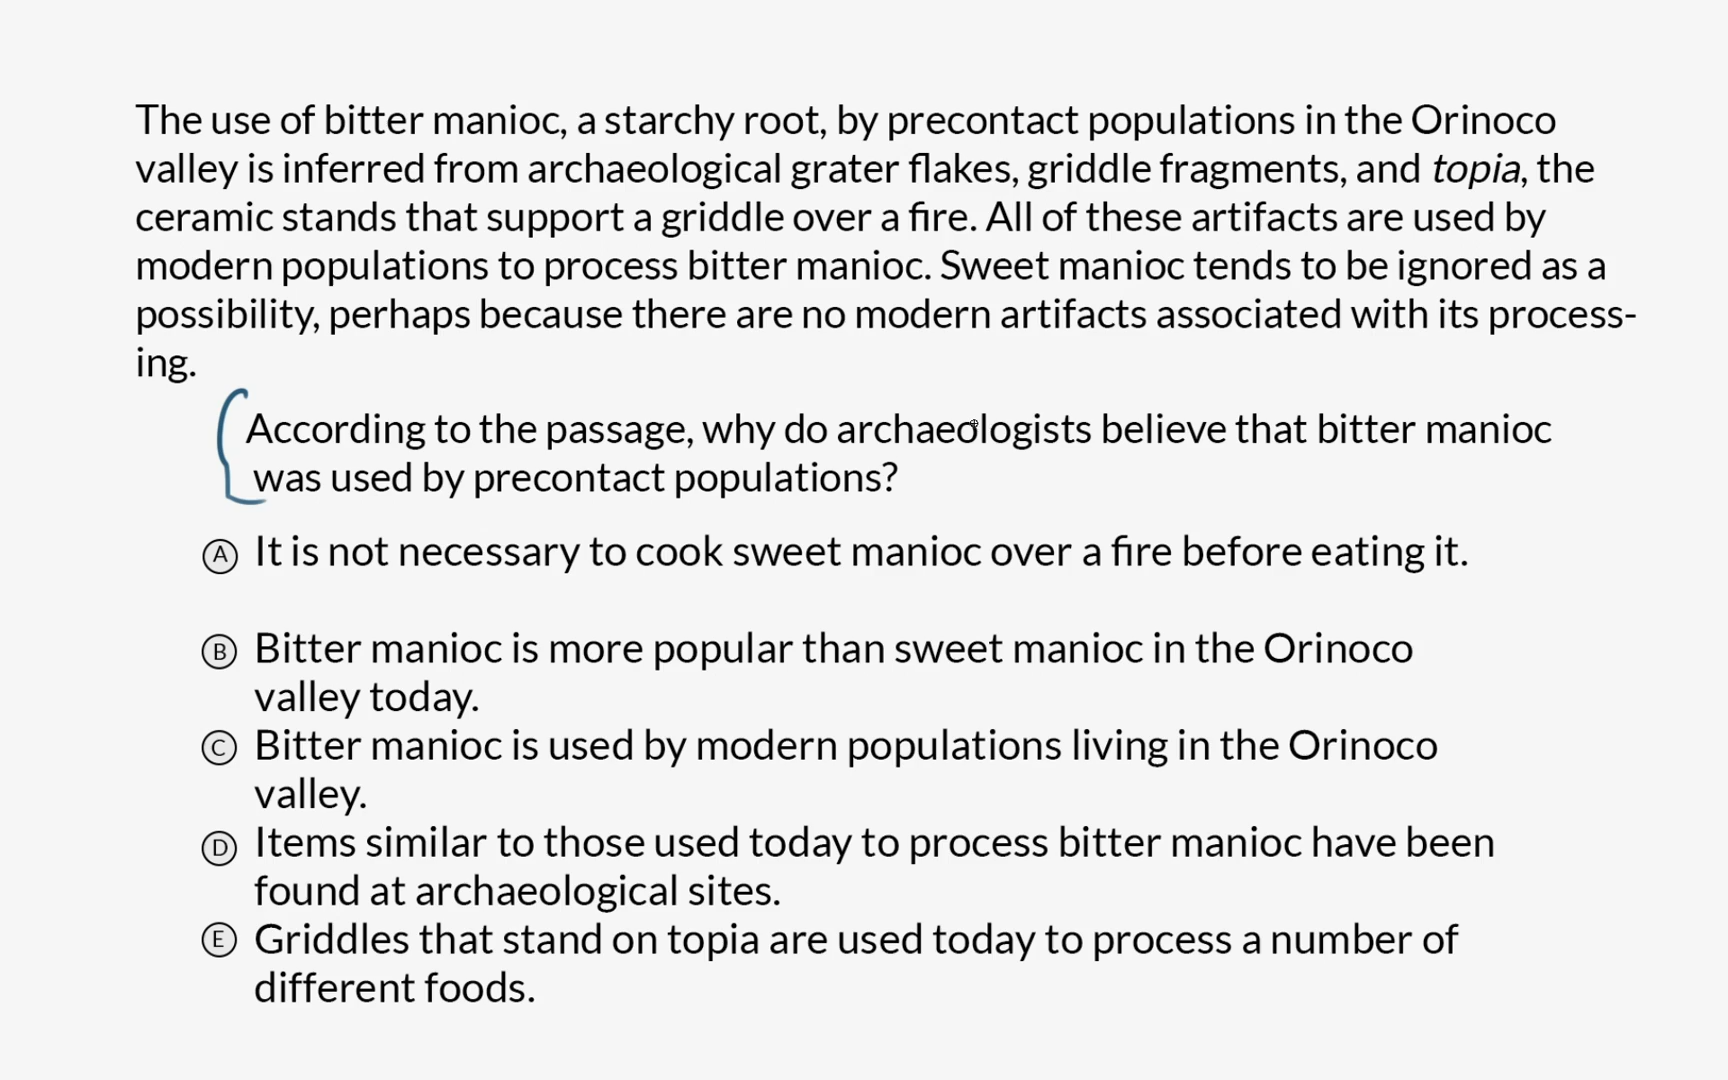 The use of bitter manioc, a starchy root, by precontact populations in the Orinoco
valley is inferred from archaeological grater flakes, griddle fragments, and topia, the
ceramic stands that support a griddle over a fire. All of these artifacts are used by
modern populations to process bitter manioc. Sweet manioc tends to be ignored as a
possibility, perhaps because there are no modern artifacts associated with its process-
ing.
According to the passage, why do archaeologists believe that bitter manioc
was used by precontact populations?
A It is not necessary to cook sweet manioc over a fire before eating it.
B Bitter manioc is more popular than sweet manioc in the Orinoco
valley today.
C Bitter manioc is used by modern populations living in the Orinoco
valley.
D Items similar to those used today to process bitter manioc have been
found at archaeological sites.
E Griddles that stand on topia are used today to process a number of
different foods.